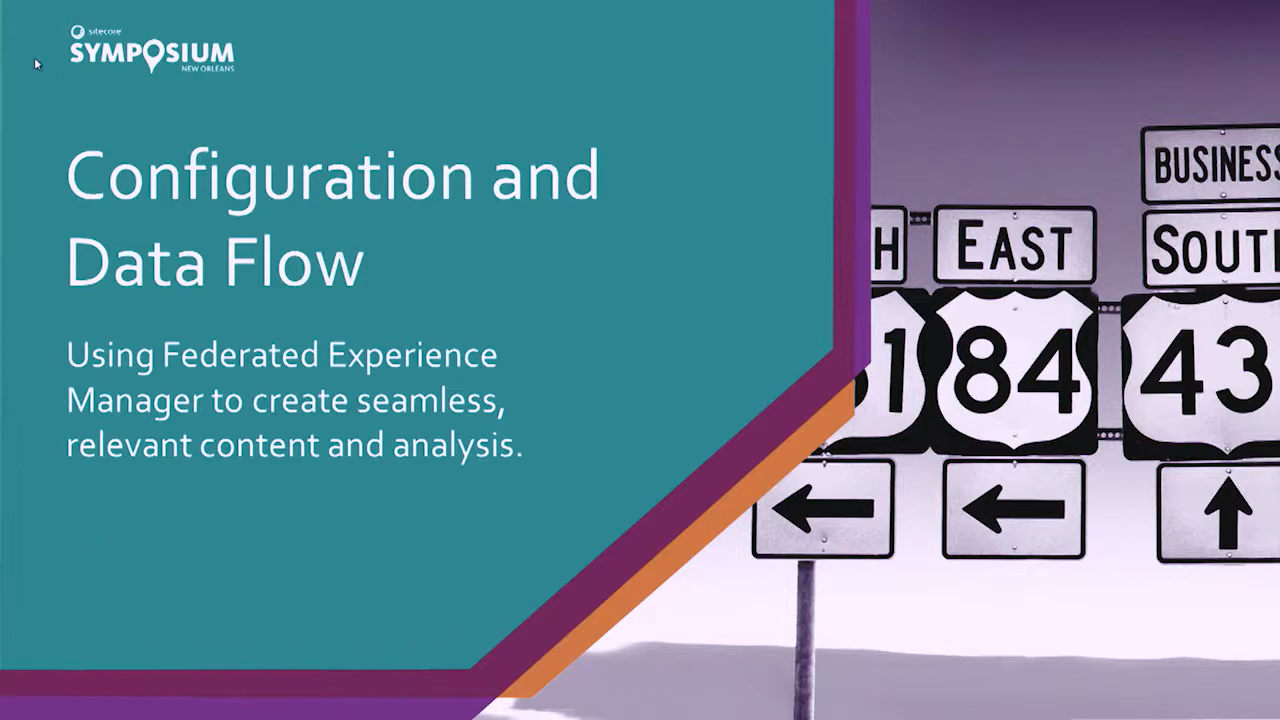 sitecore
SYMPOSIUM
NEW ORLEANS
Configuration and
Data Flow
Using Federated Experience
Manager to create seamless,
relevant content and analysis.
BUSINESS
H
EAST
SOUTH
1
84
43